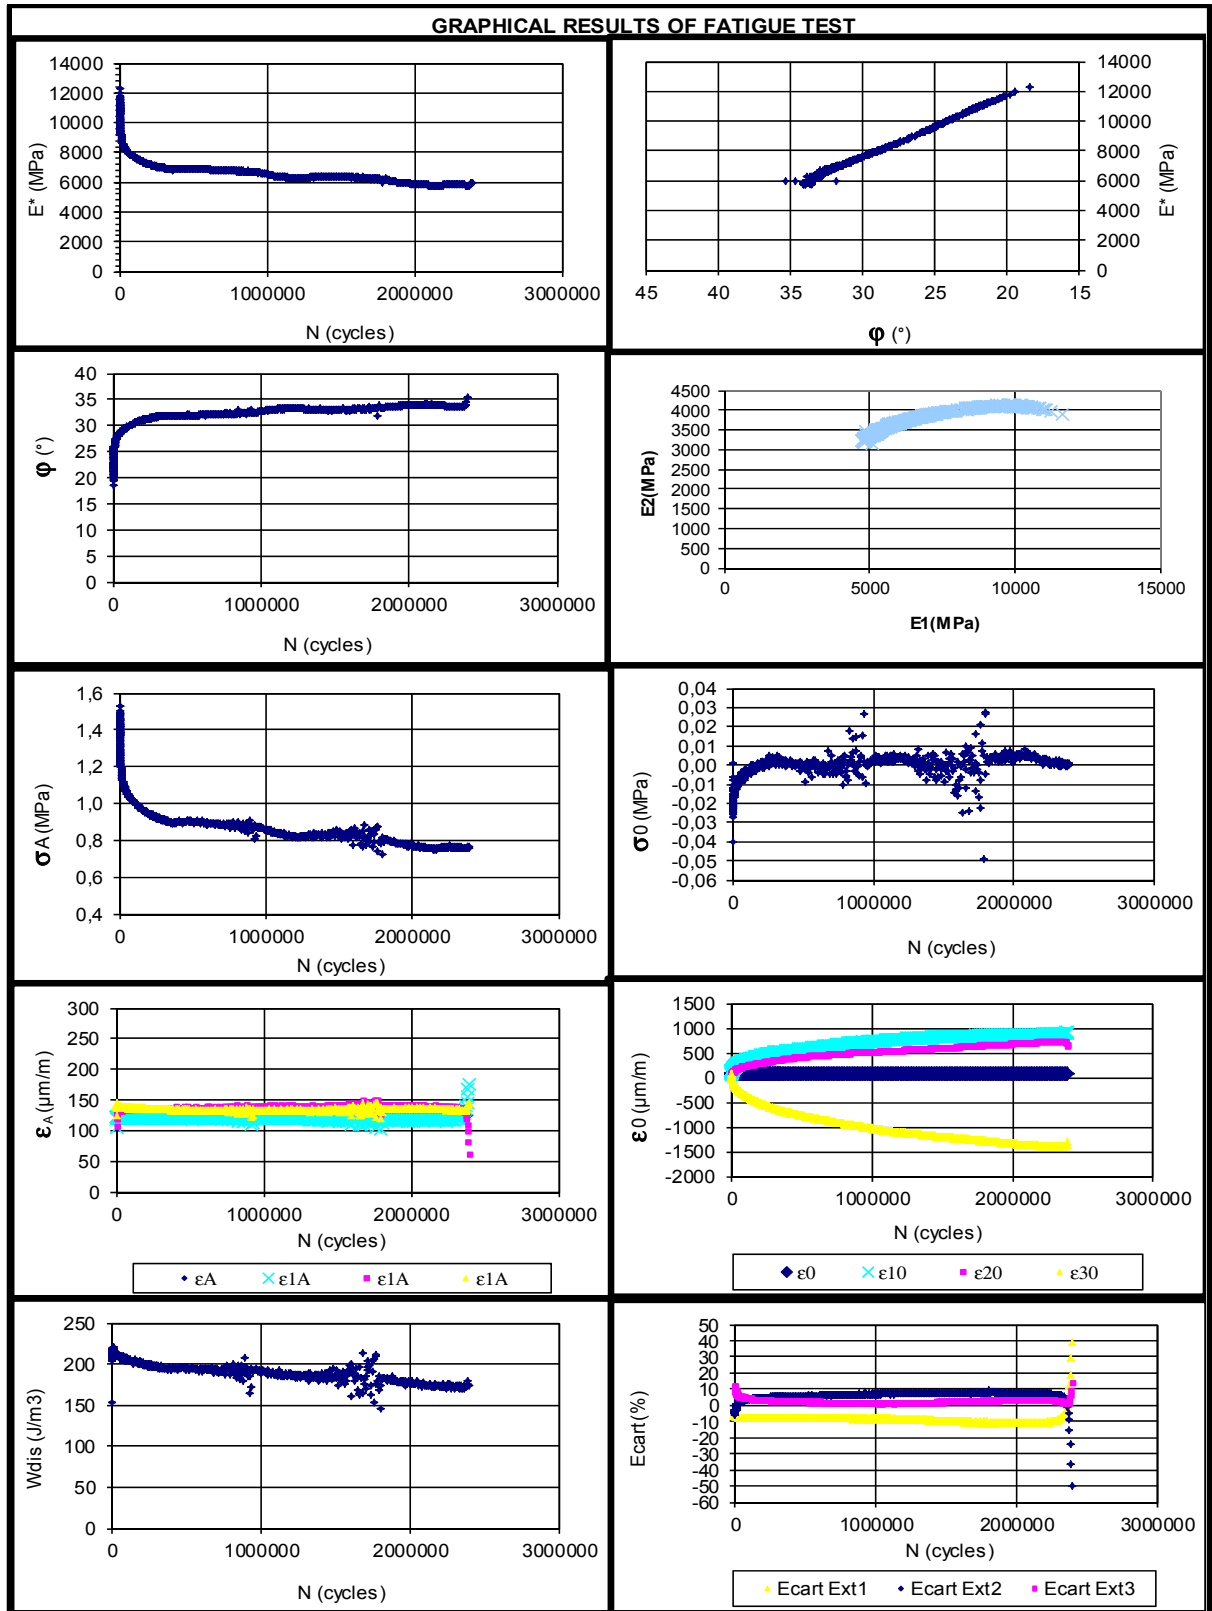 GRAPHICAL RESULTS OF FATIGUE TEST
E* (MPa)
14000
12000
10000
8000
6000
4000
2000
0
0 1000000 2000000 3000000
N (cycles)
14000
12000
10000
8000
6000
4000
2000
0
E* (MPa)
45 40 35 30 25 20 15
φ (°)
φ (°)
40
35
30
25
20
15
10
5
0
0 1000000 2000000 3000000
N (cycles)
E2(MPa)
4500
4000
3500
3000
2500
2000
1500
1000
500
0
0 5000 10000 15000
E1(MPa)
σA (MPa)
1,6
1,4
1,2
1,0
0,8
0,6
0,4
0 1000000 2000000 3000000
N (cycles)
σ0 (MPa)
0,04
0,03
0,02
0,01
0,00
-0,01
-0,02
-0,03
-0,04
-0,05
-0,06
0 1000000 2000000 3000000
N (cycles)
εA (µm/m)
300
250
200
150
100
50
0
0 1000000 2000000 3000000
N (cycles)
εA ε1A ε1A ε1A
ε0 (µm/m)
1500
1000
500
0
-500
-1000
-1500
-2000
0 1000000 2000000 3000000
N (cycles)
ε0 ε10 ε20 ε30
Wdis (J/m3)
250
200
150
100
50
0
0 1000000 2000000 3000000
N (cycles)
Ecart (%)
50
40
30
20
10
0
-10
-20
-30
-40
-50
-60
0 1000000 2000000 3000000
N (cycles)
Ecart Ext1 Ecart Ext2 Ecart Ext3